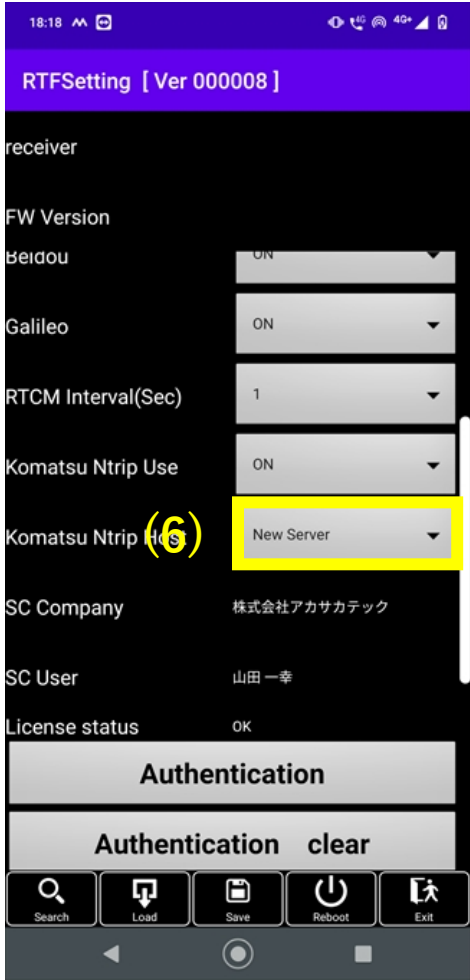 18:18
4G 4G+
RTFSetting [ Ver 000008 ]
receiver
FW Version
Beidou ON
Galileo ON
RTCM Interval(Sec) 1
Komatsu Ntrip Use ON
Komatsu Ntrip Host New Server
(6)
SC Company 株式会社アカサカテック
SC User 山田 一幸
License status OK
Authentication
Authentication clear
Search Load Save Reboot Exit